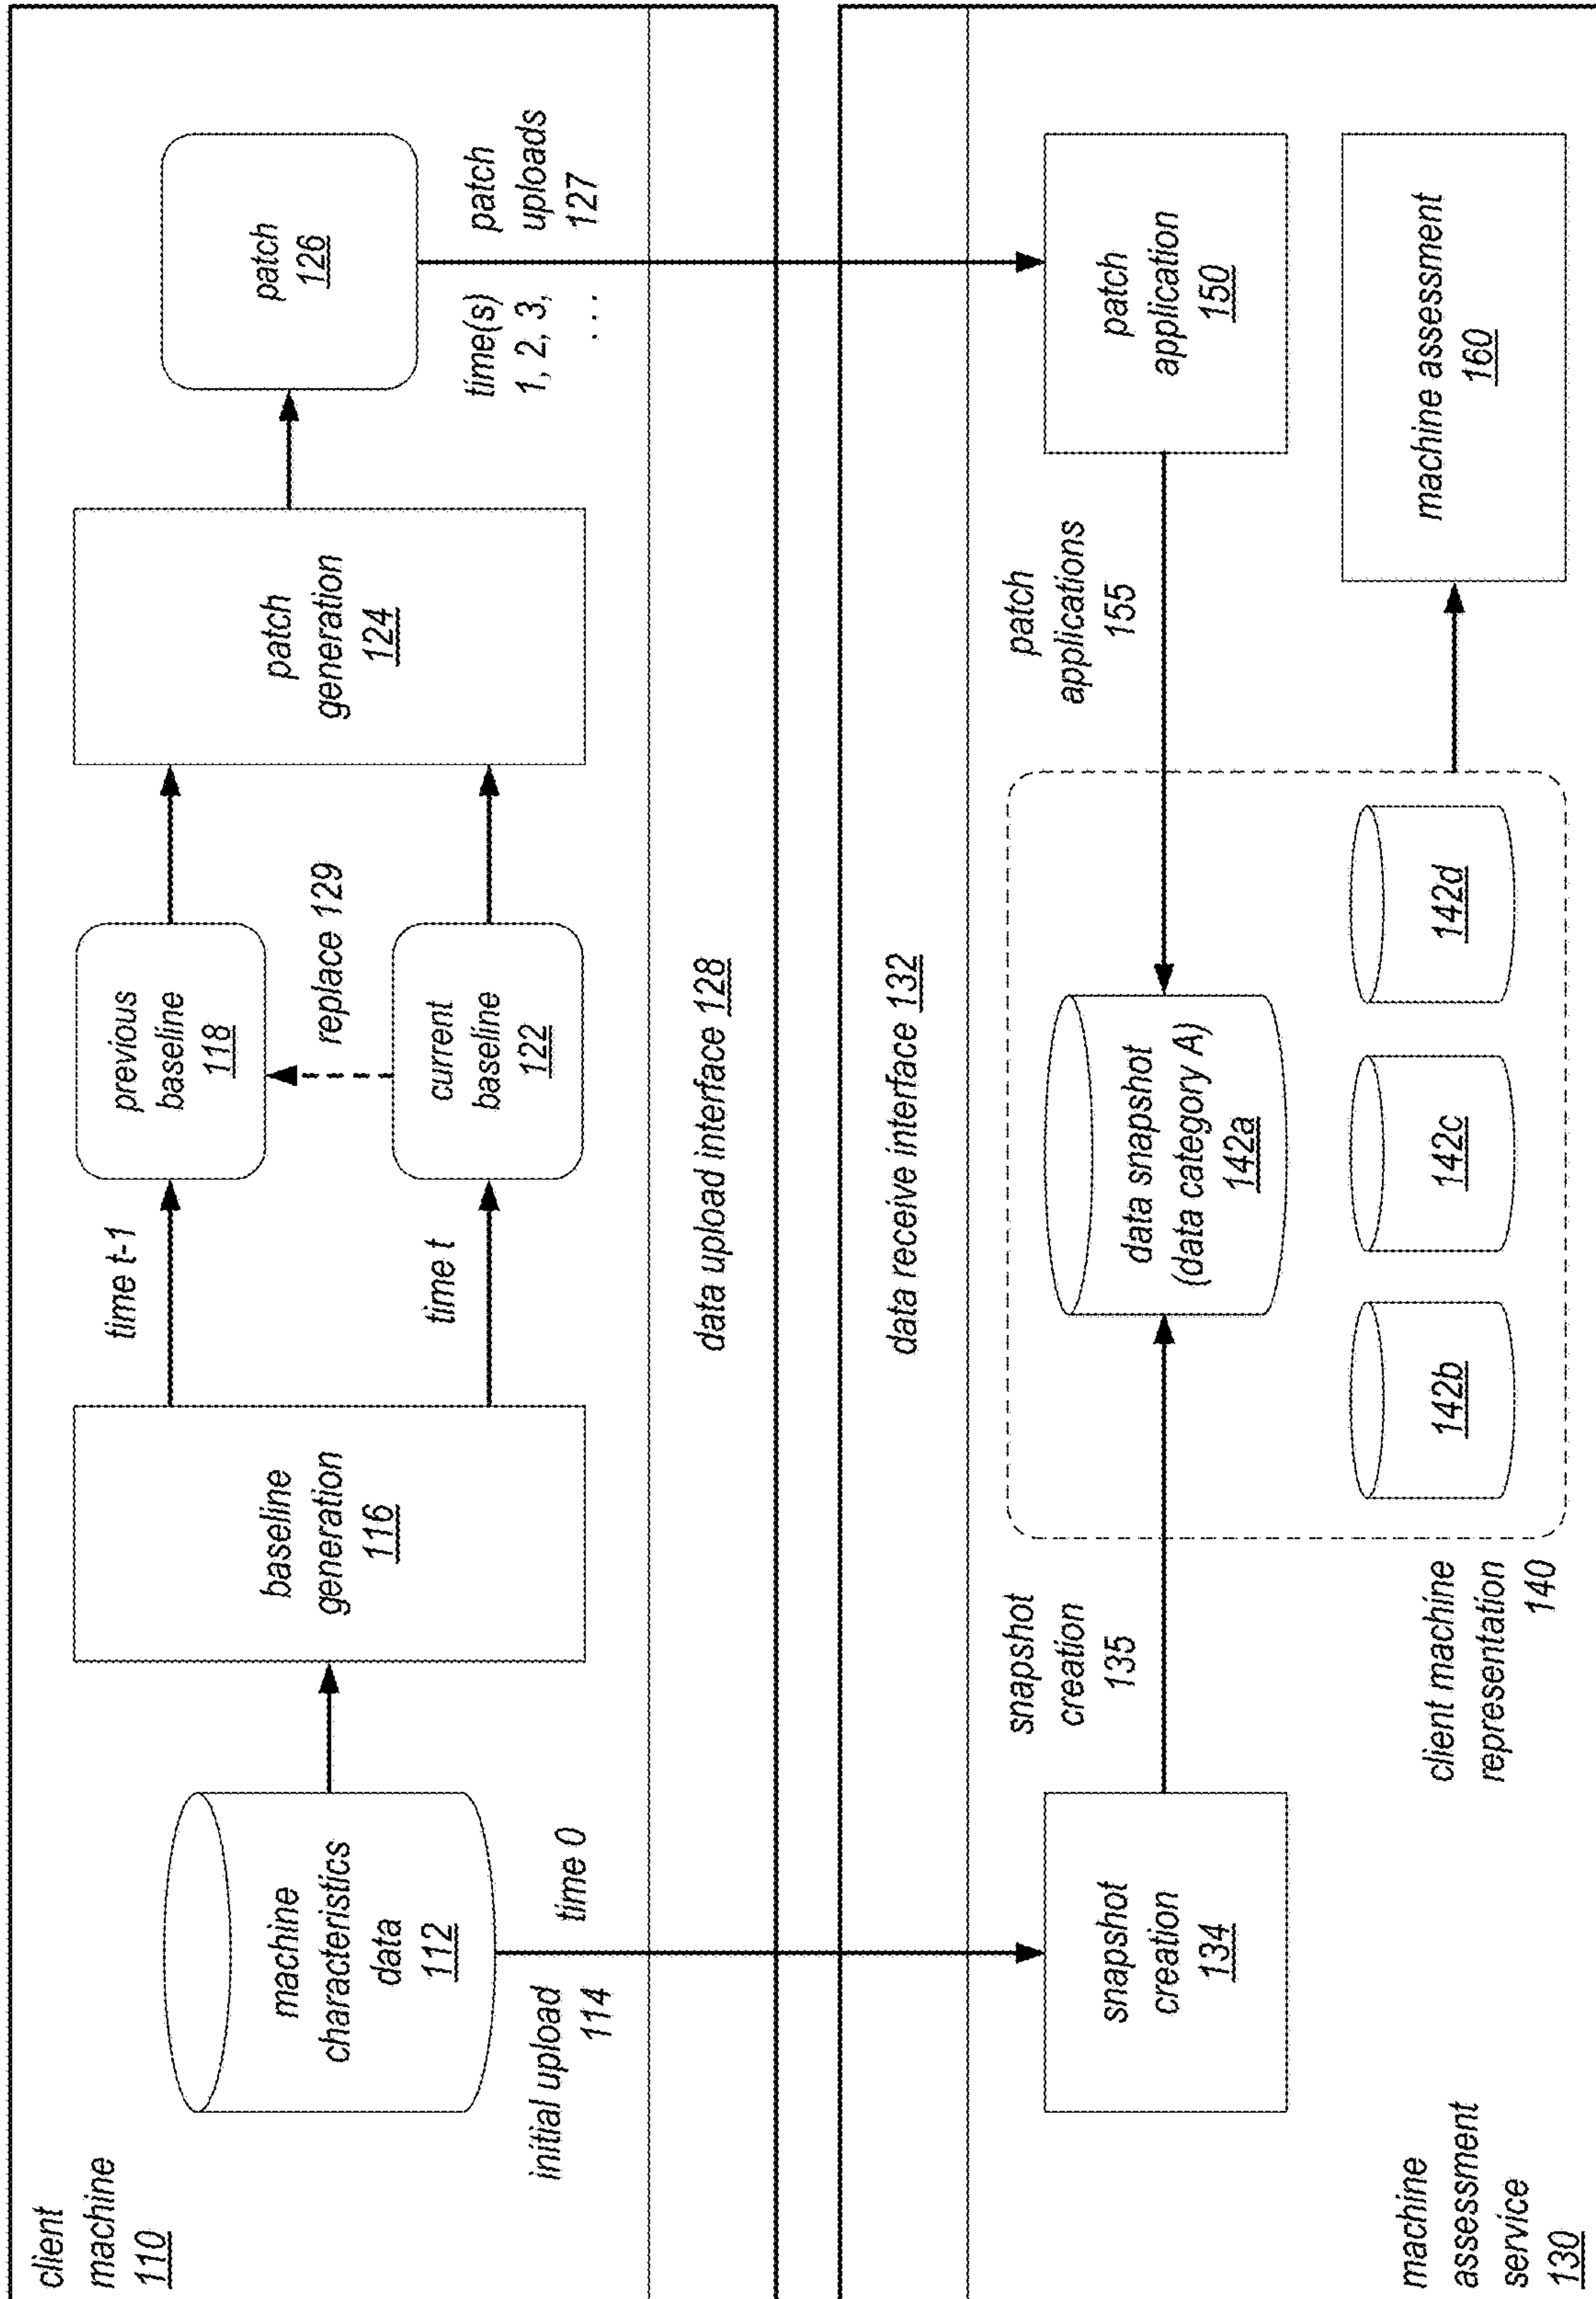 client
machine
110
machine
characteristics
data
112
initial upload
114
time 0
baseline
generation
116
time t-1
time t
previous
baseline
118
replace 129
current
baseline
122
patch
generation
124
patch
126
time(s)
1, 2, 3,
. . .
patch
uploads
127
data upload interface 128
data receive interface 132
snapshot
creation
134
snapshot
creation
135
data snapshot
(data category A)
142a
142b
142c
142d
client machine
representation
140
patch
applications
155
patch
application
150
machine assessment
160
machine
assessment
service
130